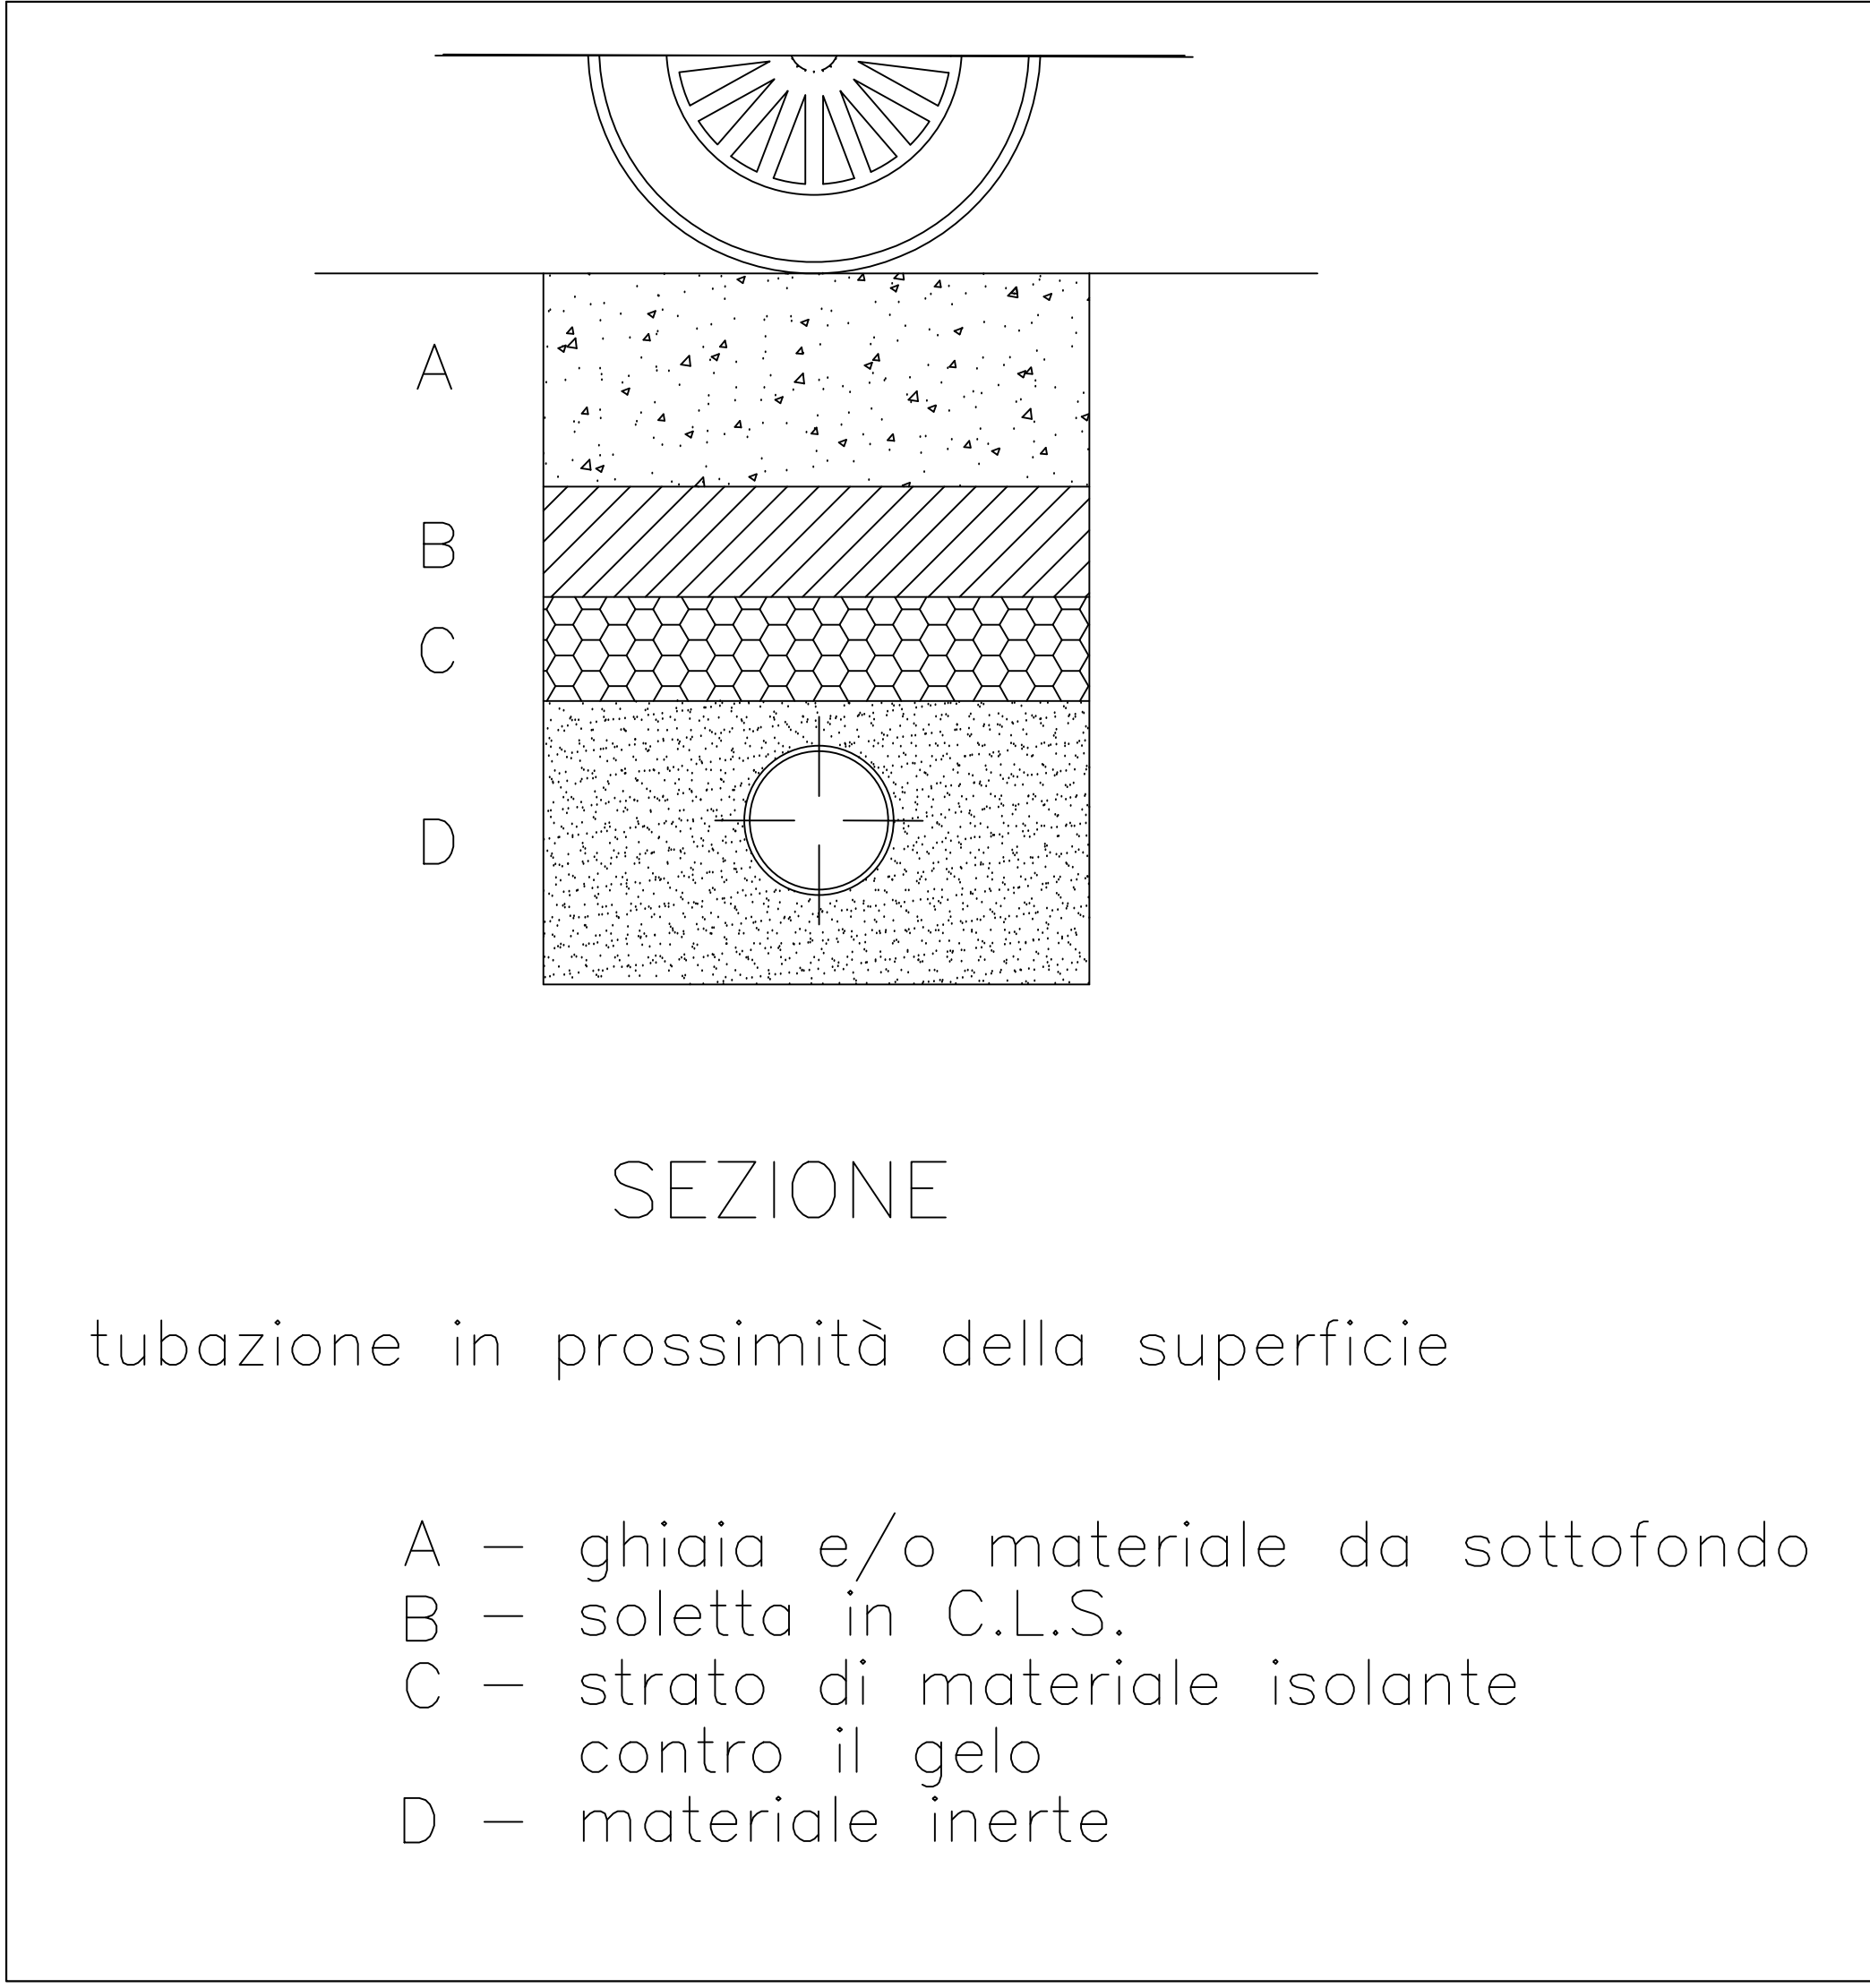 A
B
C
D
SEZIONE
tubazione in prossimità della superficie
A – ghiaia e/o materiale da sottofondo
B – soletta in C.L.S.
C – strato di materiale isolante
contro il gelo
D – materiale inerte